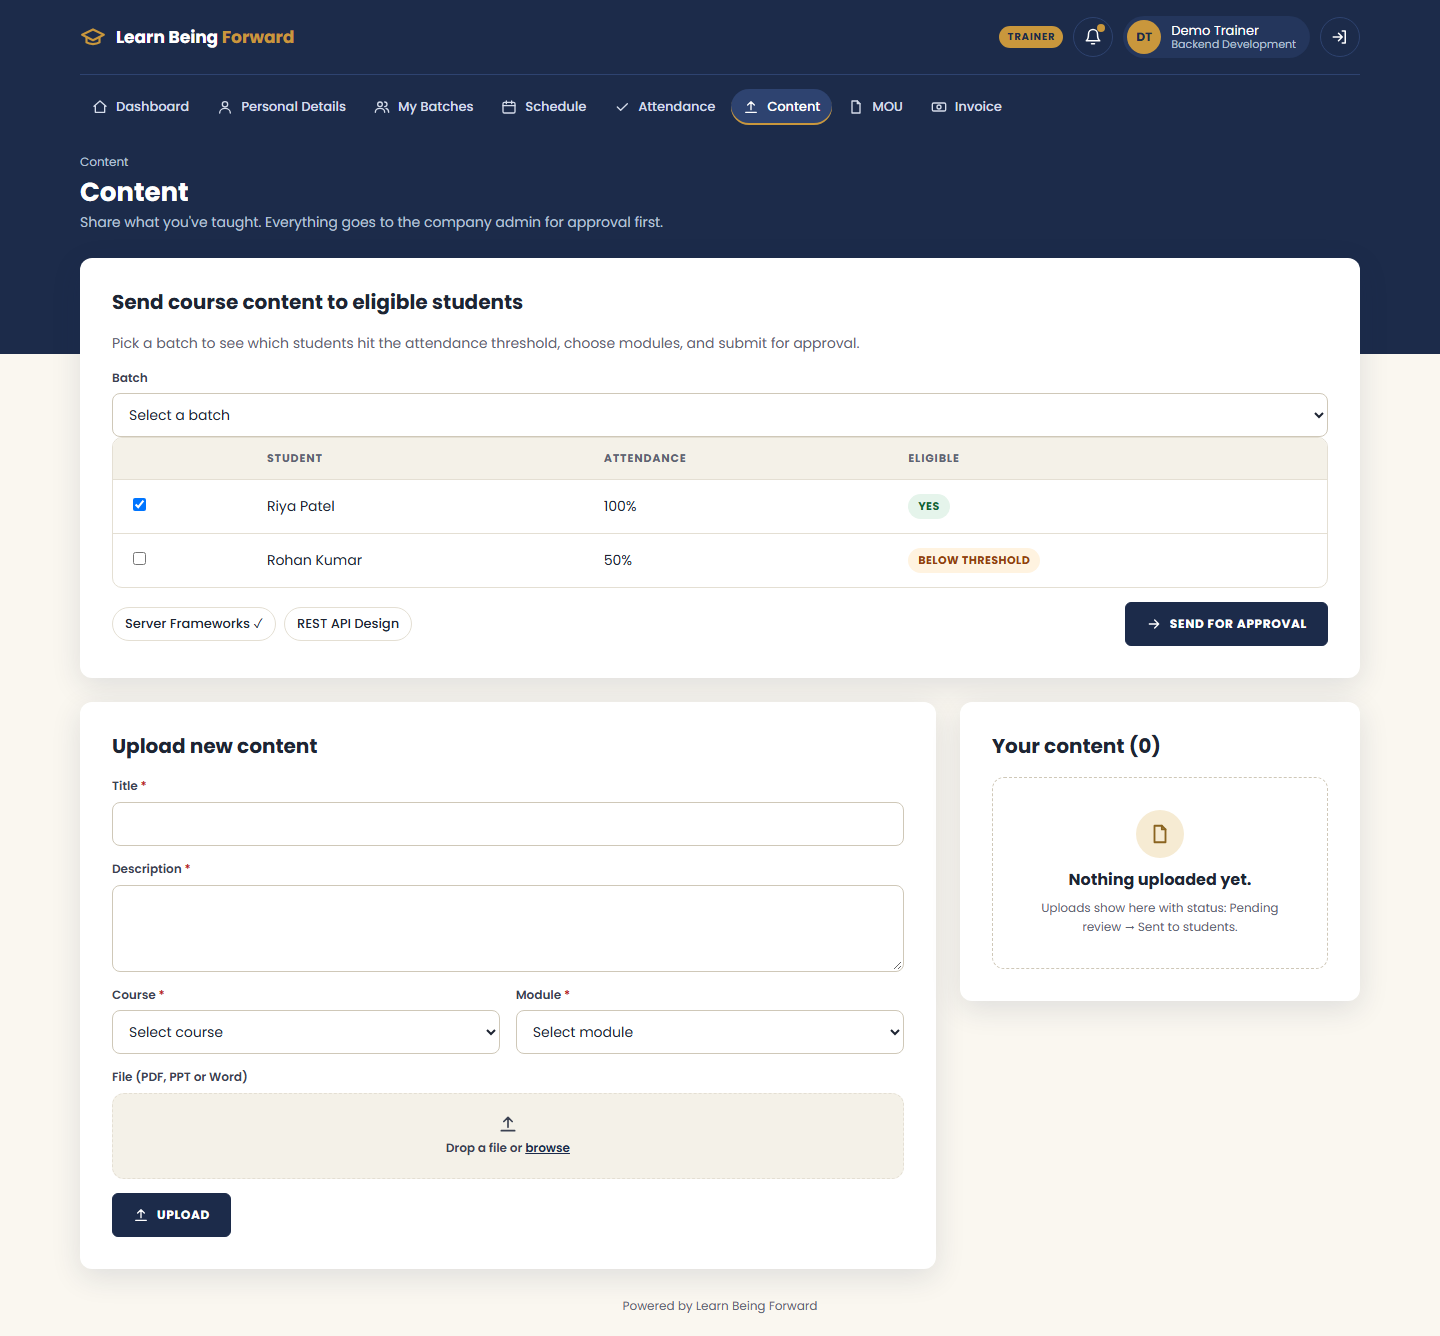 Learn Being Forward
TRAINER
DT
Demo Trainer
Backend Development
Dashboard
Personal Details
My Batches
Schedule
Attendance
Content
MOU
Invoice
Content
Content
Share what you've taught. Everything goes to the company admin for approval first.
Send course content to eligible students
Pick a batch to see which students hit the attendance threshold, choose modules, and submit for approval.
Batch
Select a batch
STUDENT ATTENDANCE ELIGIBLE
Riya Patel 100% YES
Rohan Kumar 50% BELOW THRESHOLD
Server Frameworks ✓
REST API Design
→ SEND FOR APPROVAL
Upload new content
Title *
Description *
Course *
Module *
Select course
Select module
File (PDF, PPT or Word)
Drop a file or browse
UPLOAD
Your content (0)
Nothing uploaded yet.
Uploads show here with status: Pending
review → Sent to students.
Powered by Learn Being Forward